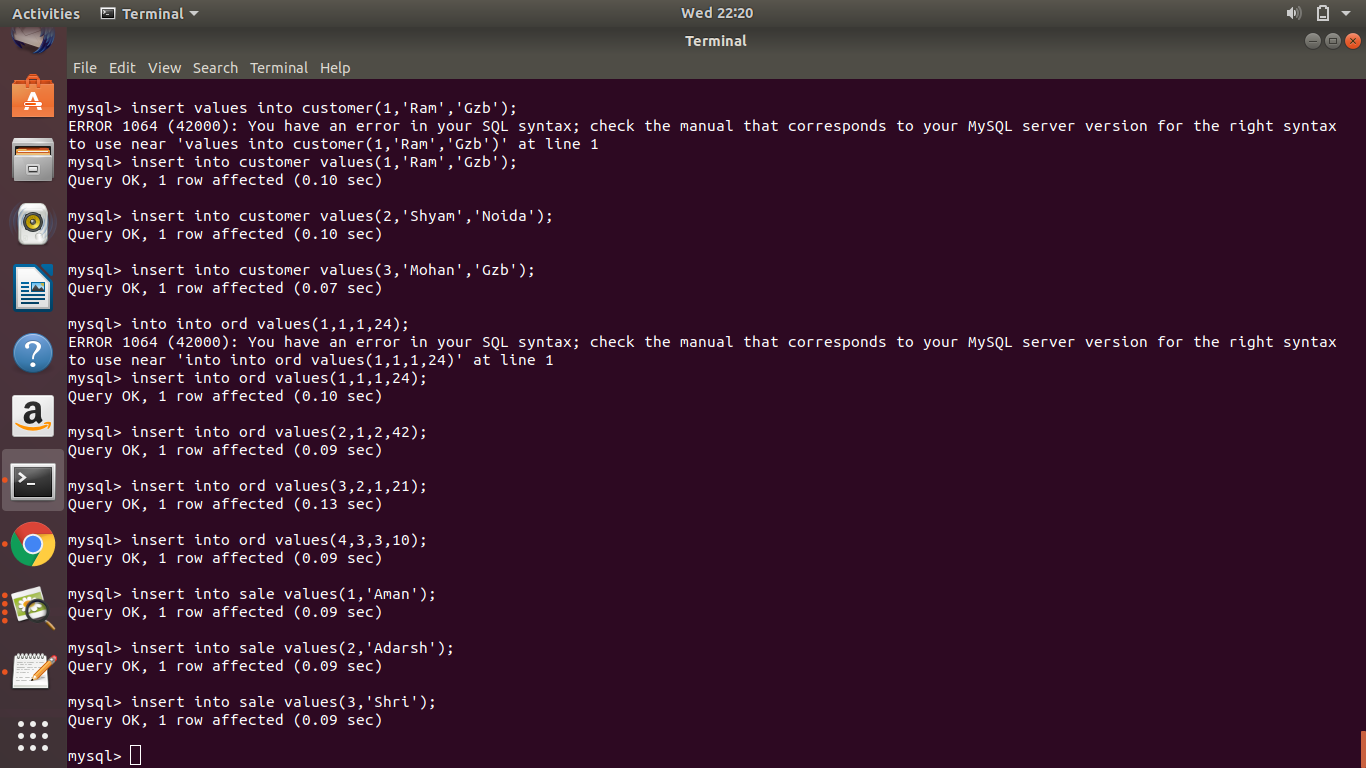 Activities Terminal Wed 22:20
Terminal
File Edit View Search Terminal Help
mysql> insert values into customer(1,'Ram','Gzb');
ERROR 1064 (42000): You have an error in your SQL syntax; check the manual that corresponds to your MySQL server version for the right syntax
to use near 'values into customer(1,'Ram','Gzb')' at line 1
mysql> insert into customer values(1,'Ram','Gzb');
Query OK, 1 row affected (0.10 sec)
mysql> insert into customer values(2,'Shyam','Noida');
Query OK, 1 row affected (0.10 sec)
mysql> insert into customer values(3,'Mohan','Gzb');
Query OK, 1 row affected (0.07 sec)
mysql> into into ord values(1,1,1,24);
ERROR 1064 (42000): You have an error in your SQL syntax; check the manual that corresponds to your MySQL server version for the right syntax
to use near 'into into ord values(1,1,1,24)' at line 1
mysql> insert into ord values(1,1,1,24);
Query OK, 1 row affected (0.10 sec)
mysql> insert into ord values(2,1,2,42);
Query OK, 1 row affected (0.09 sec)
mysql> insert into ord values(3,2,1,21);
Query OK, 1 row affected (0.13 sec)
mysql> insert into ord values(4,3,3,10);
Query OK, 1 row affected (0.09 sec)
mysql> insert into sale values(1,'Aman');
Query OK, 1 row affected (0.09 sec)
mysql> insert into sale values(2,'Adarsh');
Query OK, 1 row affected (0.09 sec)
mysql> insert into sale values(3,'Shri');
Query OK, 1 row affected (0.09 sec)
mysql>